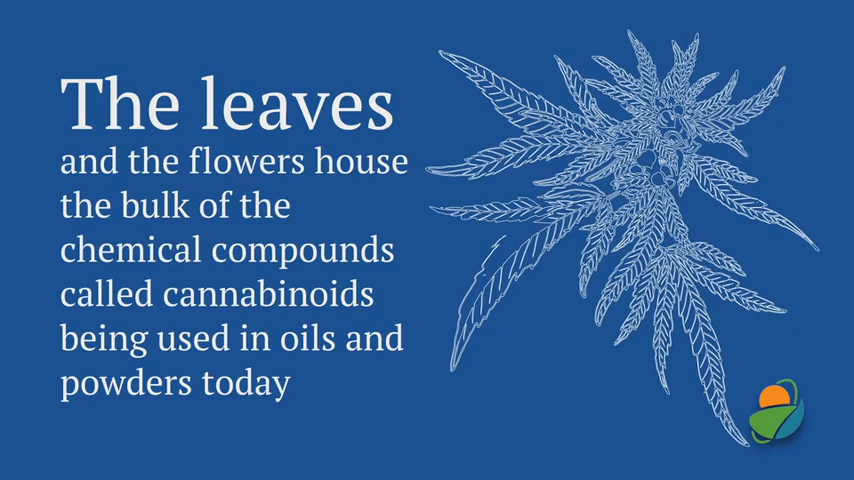 The leaves
and the flowers house
the bulk of the
chemical compounds
called cannabinoids
being used in oils and
powders today